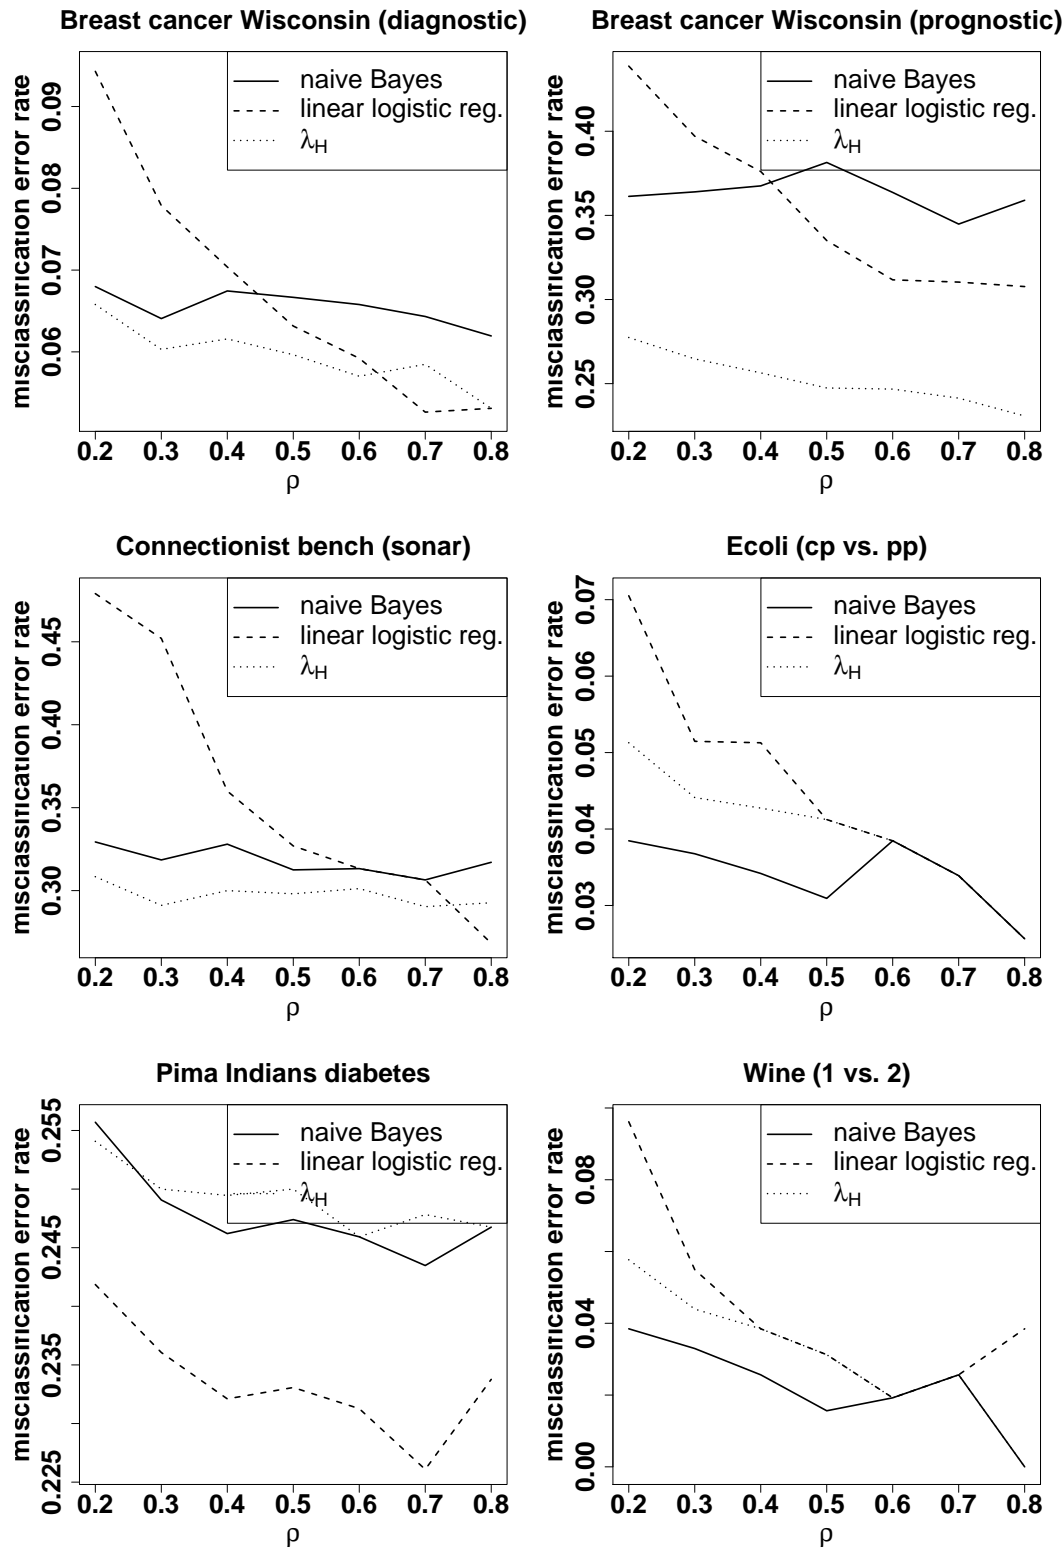 Breast cancer Wisconsin (diagnostic)
misclassification error rate
0.09
0.08
0.07
0.06
naive Bayes
linear logistic reg.
λH
0.2 0.3 0.4 0.5 0.6 0.7 0.8
ρ
Breast cancer Wisconsin (prognostic)
misclassification error rate
0.40
0.35
0.30
0.25
naive Bayes
linear logistic reg.
λH
0.2 0.3 0.4 0.5 0.6 0.7 0.8
ρ
Connectionist bench (sonar)
misclassification error rate
0.45
0.40
0.35
0.30
naive Bayes
linear logistic reg.
λH
0.2 0.3 0.4 0.5 0.6 0.7 0.8
ρ
Ecoli (cp vs. pp)
misclassification error rate
0.07
0.06
0.05
0.04
0.03
naive Bayes
linear logistic reg.
λH
0.2 0.3 0.4 0.5 0.6 0.7 0.8
ρ
Pima Indians diabetes
misclassification error rate
0.255
0.245
0.235
0.225
naive Bayes
linear logistic reg.
λH
0.2 0.3 0.4 0.5 0.6 0.7 0.8
ρ
Wine (1 vs. 2)
misclassification error rate
0.08
0.04
0.00
naive Bayes
linear logistic reg.
λH
0.2 0.3 0.4 0.5 0.6 0.7 0.8
ρ